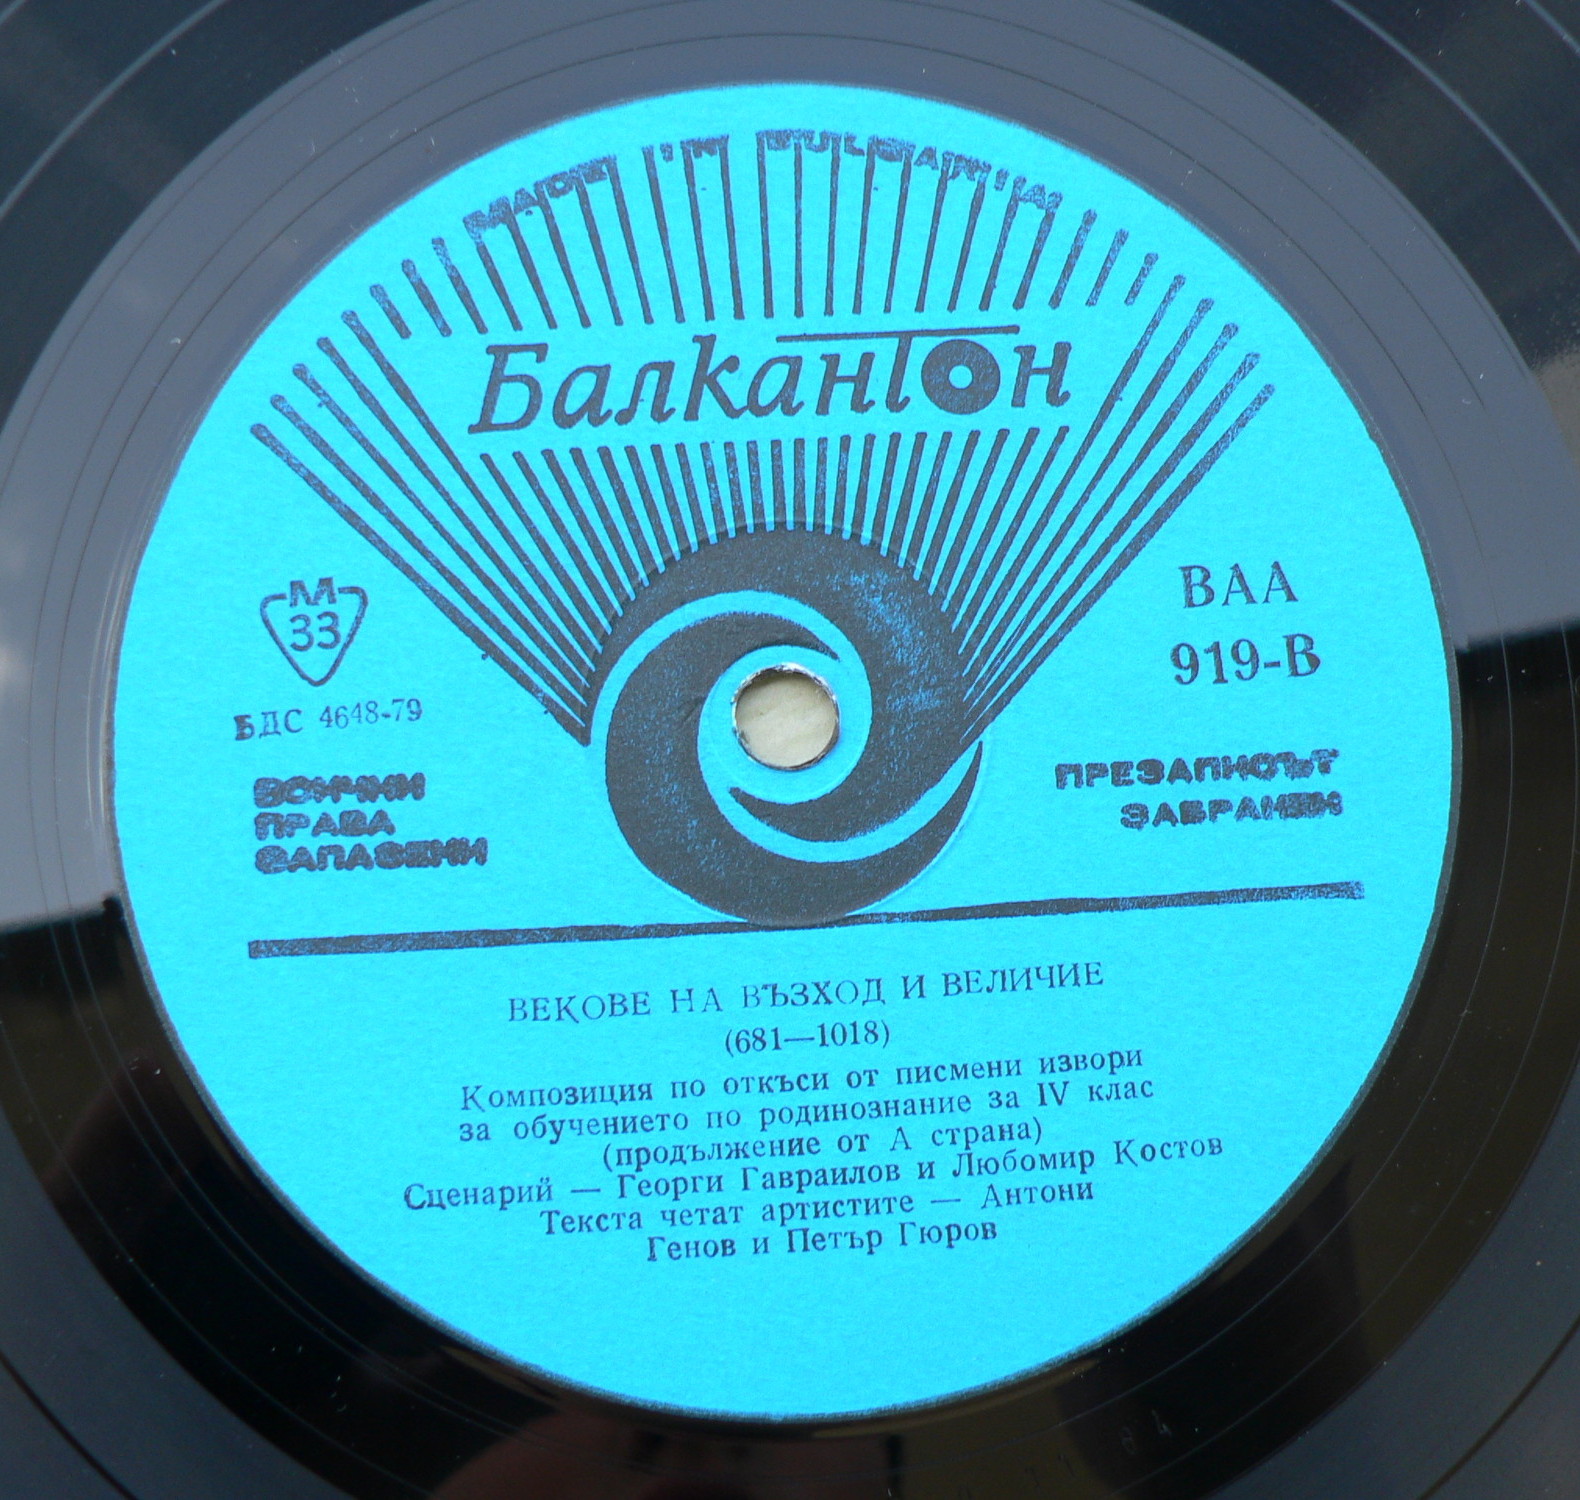 MADE IN BULGARIA
Балкантон
М
33
БДС 4648-79
ВСИЧКИ
ПРАВА
ЗАПАЗЕНИ
ВАА
919-В
ПРЕЗАПИСЪТ
ЗАБРАНЕН
ВЕКОВЕ НА ВЪЗХОД И ВЕЛИЧИЕ
(681—1018)
Композиция по откъси от писмени извори
за обучението по родинознание за IV клас
(продължение от А страна)
Сценарий — Георги Гавраилов и Любомир Костов
Текста четат артистите — Антони
Генов и Петър Гюров